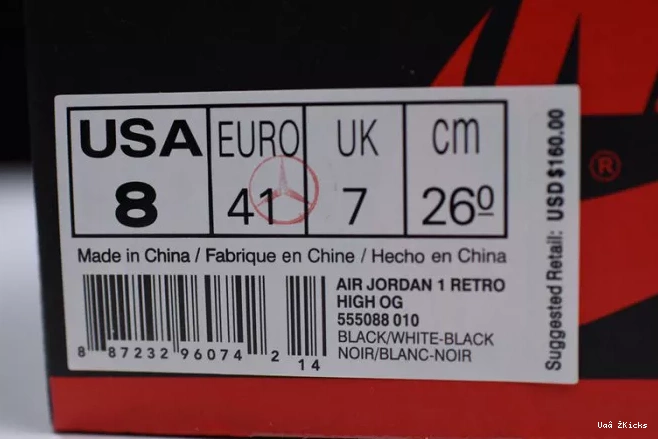 USA EURO UK cm
8 41 7 26º
Made in China / Fabrique en Chine / Hecho en China
AIR JORDAN 1 RETRO
HIGH OG
555088 010
BLACK/WHITE-BLACK
NOIR/BLANC-NOIR
8 87232 96074 2
14
Suggested Retail: USD $160.00
®
Uaâ ŽKicks